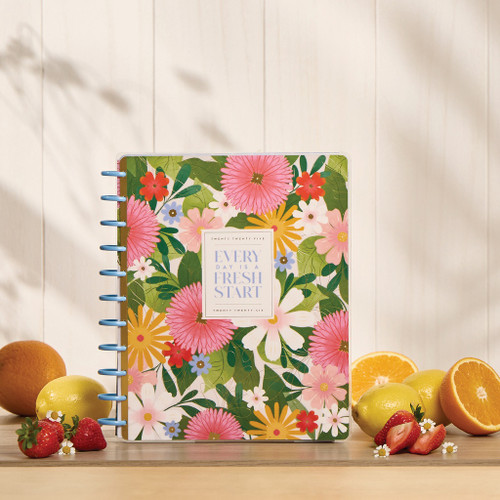 TWENTY TWENTY-FIVE
EVERY
DAY IS A
FRESH
START
TWENTY TWENTY-SIX